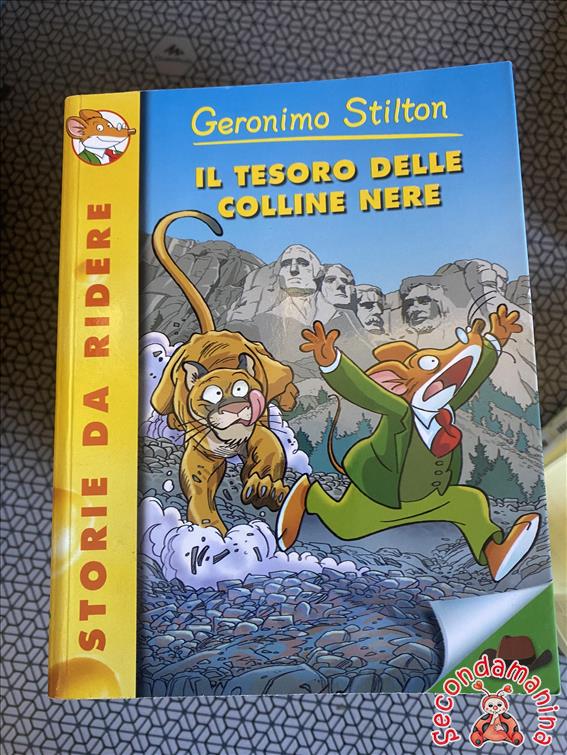 Geronimo Stilton
IL TESORO DELLE
COLLINE NERE
STORIE DA RIDERE
Secondamanina